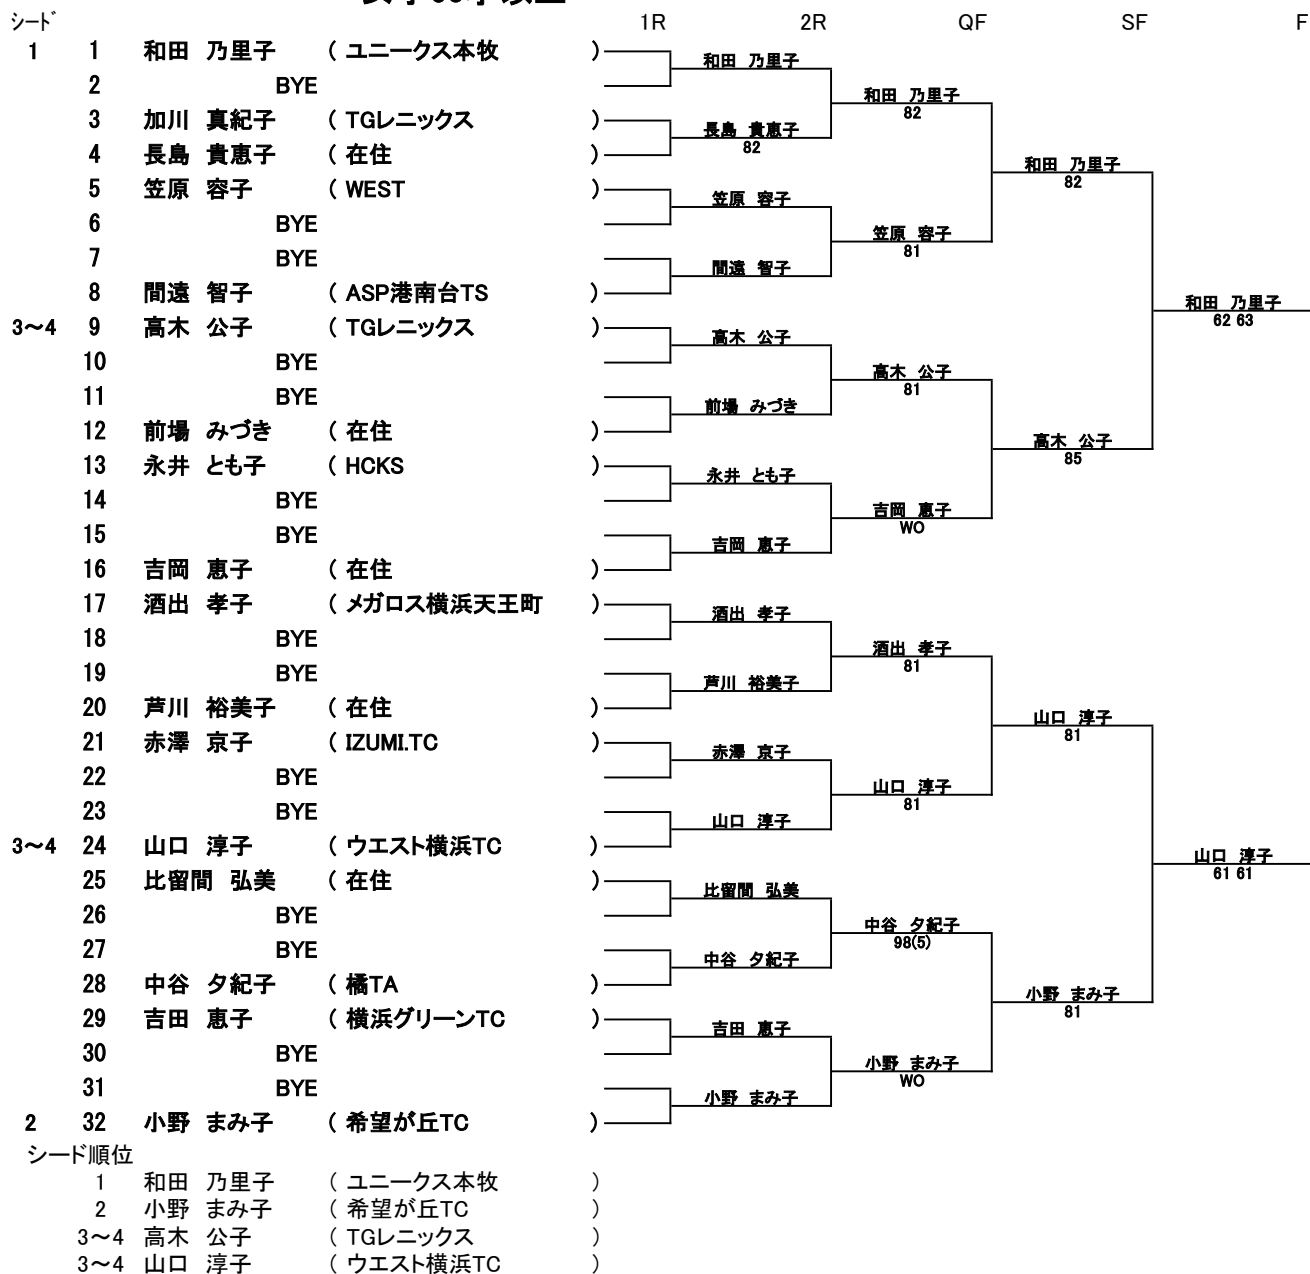 シード 1R 2R QF SF F
1 1 和田 乃里子 ( ユニークス本牧 )
2 BYE
3 加川 真紀子 ( TGレニックス )
4 長島 貴恵子 ( 在住 )
5 笠原 容子 ( WEST )
6 BYE
7 BYE
8 間遠 智子 ( ASP港南台TS )
3～4 9 高木 公子 ( TGレニックス )
10 BYE
11 BYE
12 前場 みづき ( 在住 )
13 永井 とも子 ( HCKS )
14 BYE
15 BYE
16 吉岡 恵子 ( 在住 )
17 酒出 孝子 ( メガロス横浜天王町 )
18 BYE
19 BYE
20 芦川 裕美子 ( 在住 )
21 赤澤 京子 ( IZUMI.TC )
22 BYE
23 BYE
3～4 24 山口 淳子 ( ウエスト横浜TC )
25 比留間 弘美 ( 在住 )
26 BYE
27 BYE
28 中谷 夕紀子 ( 橘TA )
29 吉田 恵子 ( 横浜グリーンTC )
30 BYE
31 BYE
2 32 小野 まみ子 ( 希望が丘TC )
和田 乃里子
長島 貴恵子
82
笠原 容子
間遠 智子
高木 公子
前場 みづき
永井 とも子
吉岡 恵子
酒出 孝子
芦川 裕美子
赤澤 京子
山口 淳子
比留間 弘美
中谷 夕紀子
吉田 恵子
小野 まみ子
和田 乃里子
82
笠原 容子
81
高木 公子
81
吉岡 恵子
WO
酒出 孝子
81
山口 淳子
81
中谷 夕紀子
98(5)
小野 まみ子
WO
和田 乃里子
82
高木 公子
85
山口 淳子
81
小野 まみ子
81
和田 乃里子
62 63
山口 淳子
61 61
シード順位
1 和田 乃里子 ( ユニークス本牧 )
2 小野 まみ子 ( 希望が丘TC )
3～4 高木 公子 ( TGレニックス )
3～4 山口 淳子 ( ウエスト横浜TC )